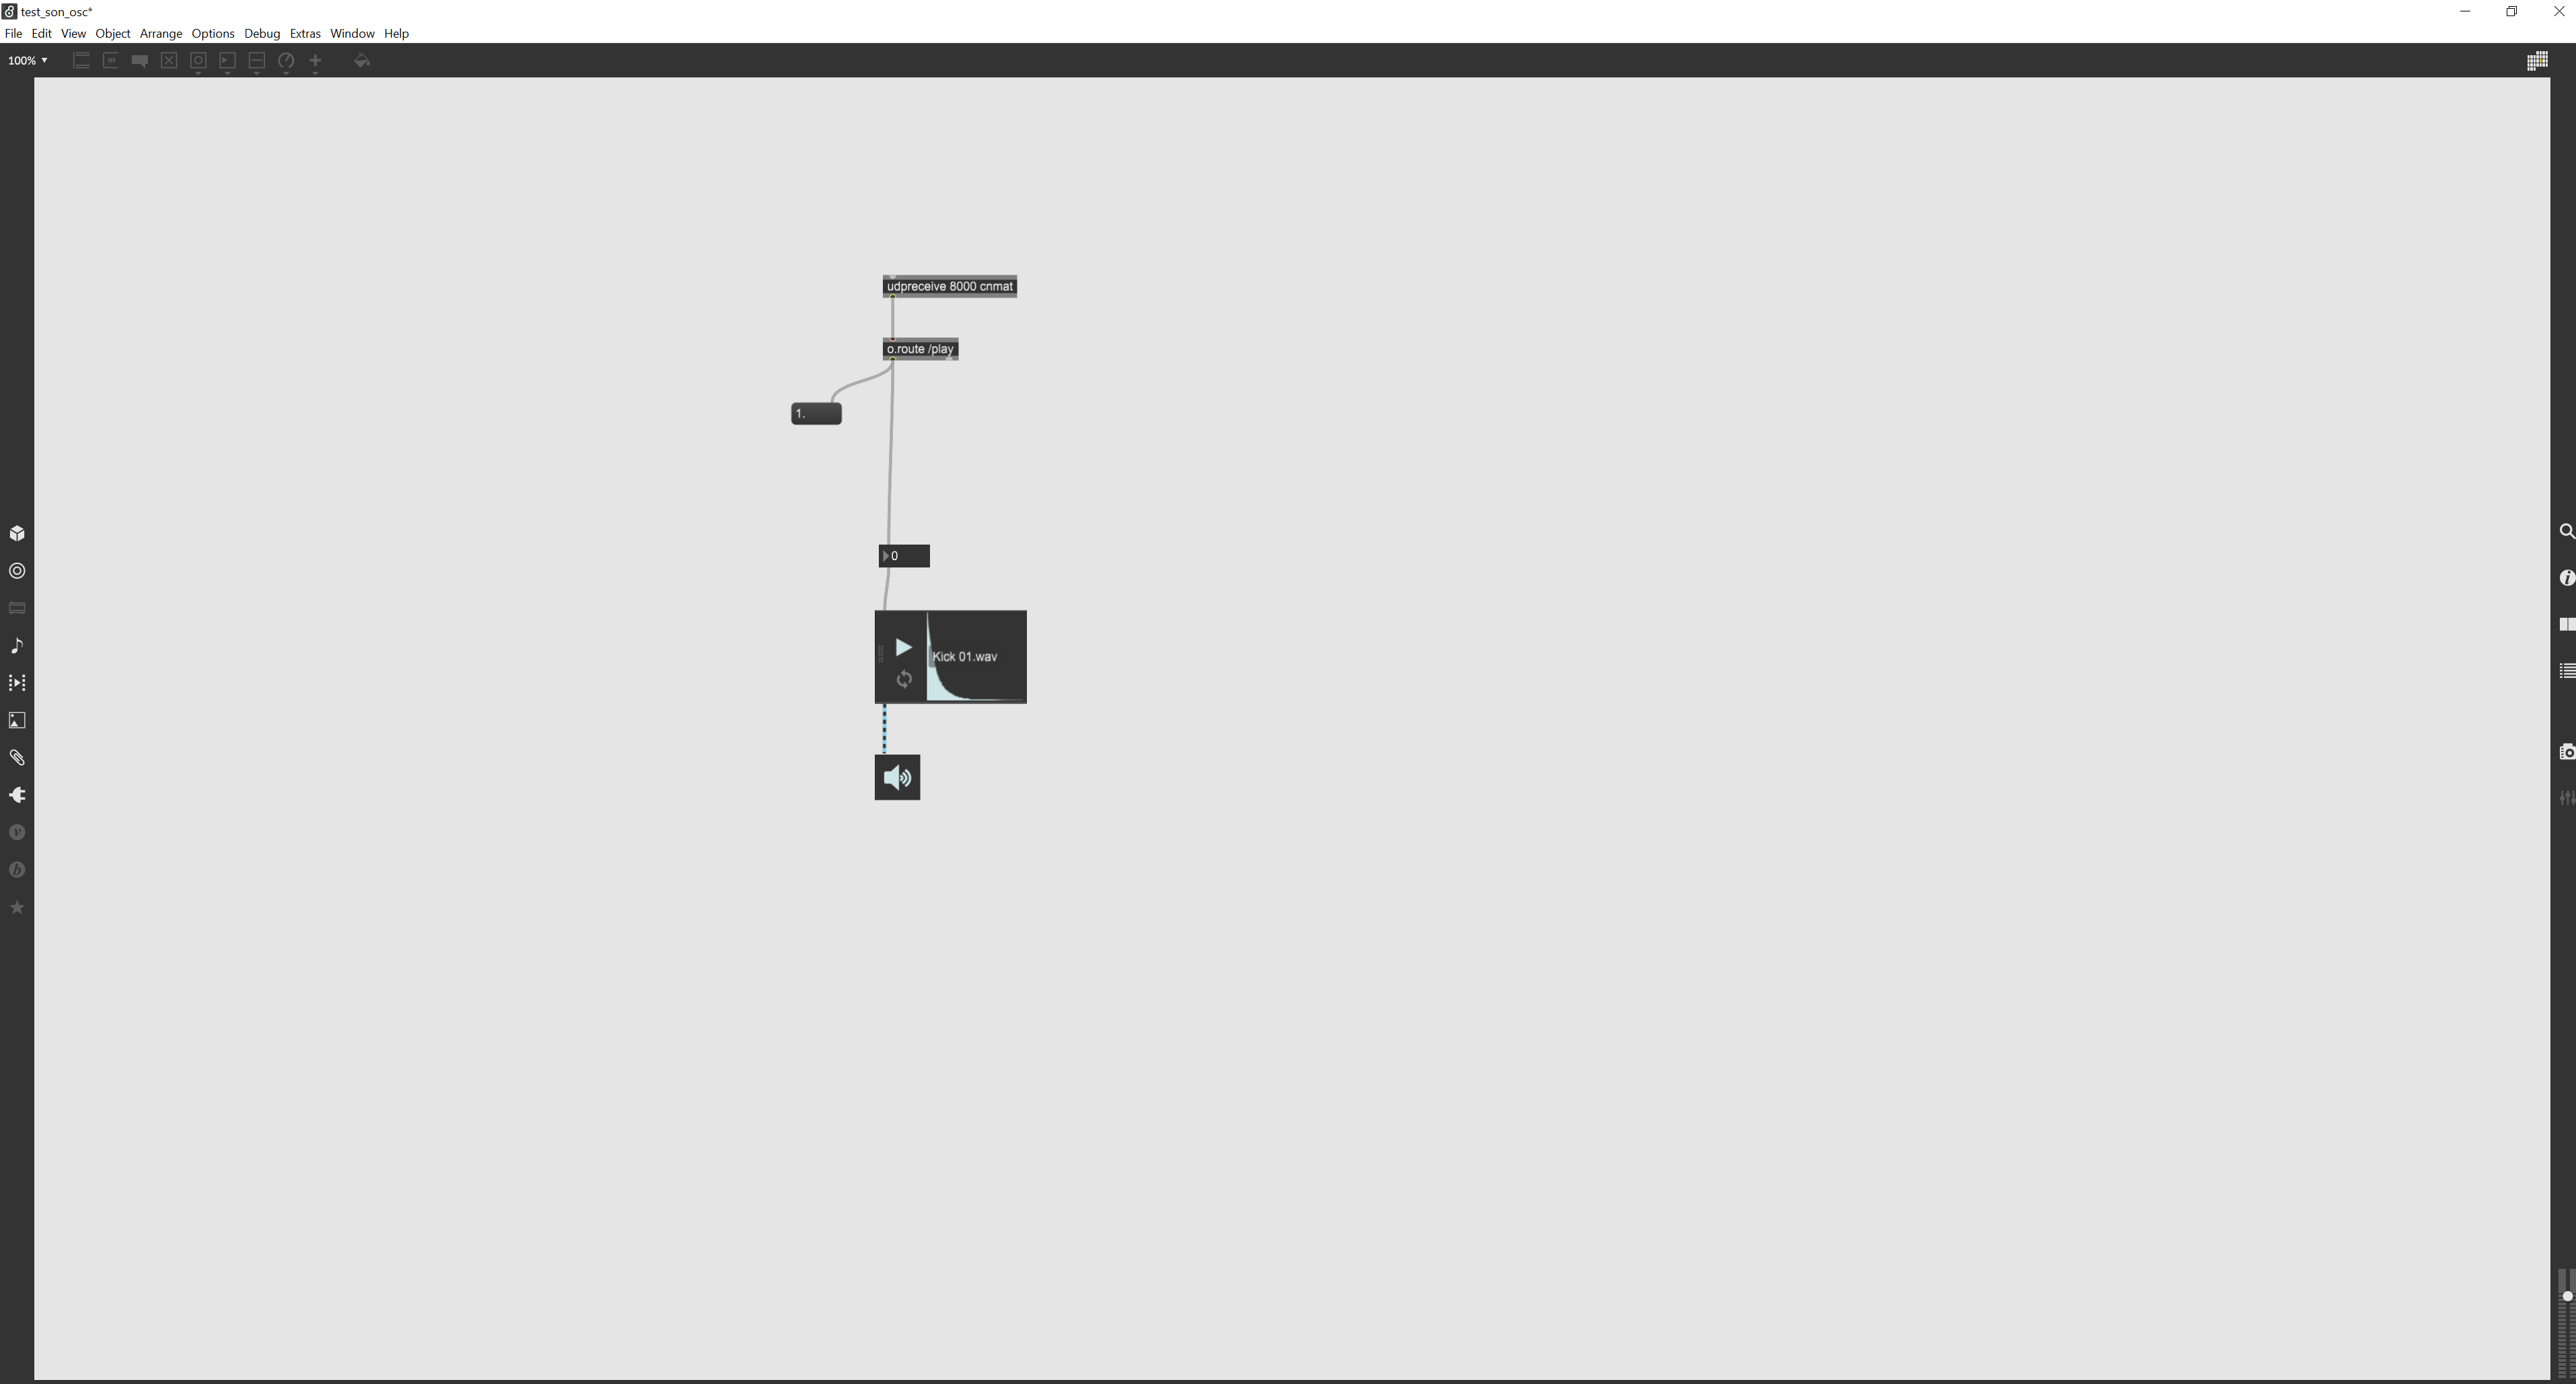 test_son_osc*
File Edit View Object Arrange Options Debug Extras Window Help
100%
udpreceive 8000 cnmat
o.route /play
1.
0
Kick 01.wav